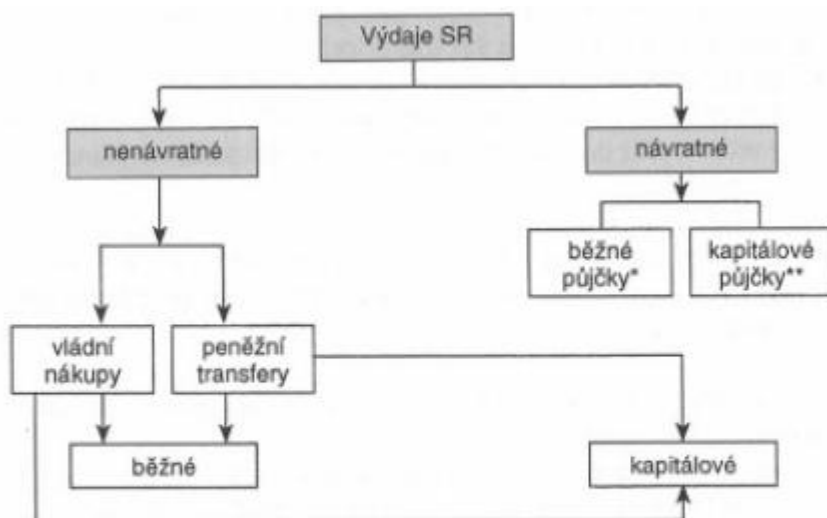 Výdaje SR
nenávratné
návratné
běžné
půjčky*
kapitálové
půjčky**
vládní
nákupy
peněžní
transfery
běžné
kapitálové